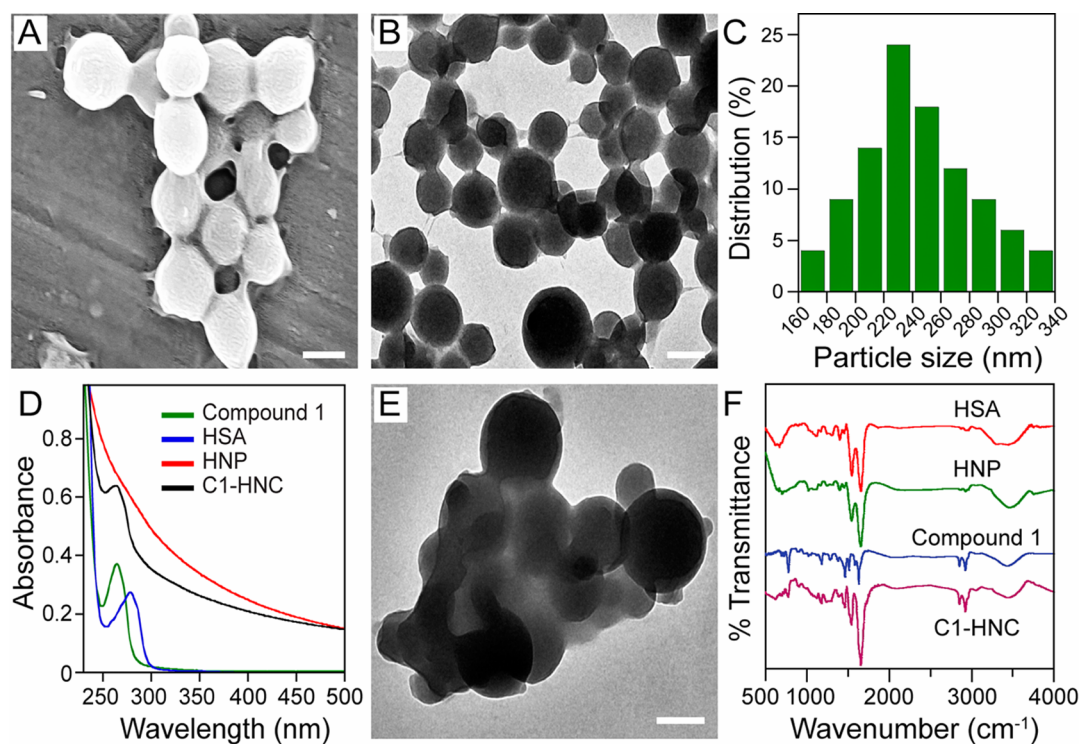 A
B
C
25
20
15
10
5
0
Distribution (%)
160
180
200
220
240
260
280
300
320
340
Particle size (nm)
D
Compound 1
HSA
HNP
C1-HNC
0.8
0.6
0.4
0.2
0
Absorbance
250
300
350
400
450
500
Wavelength (nm)
E
F
HSA
HNP
Compound 1
C1-HNC
% Transmittance
500
1000
2000
3000
4000
Wavenumber (cm⁻¹)